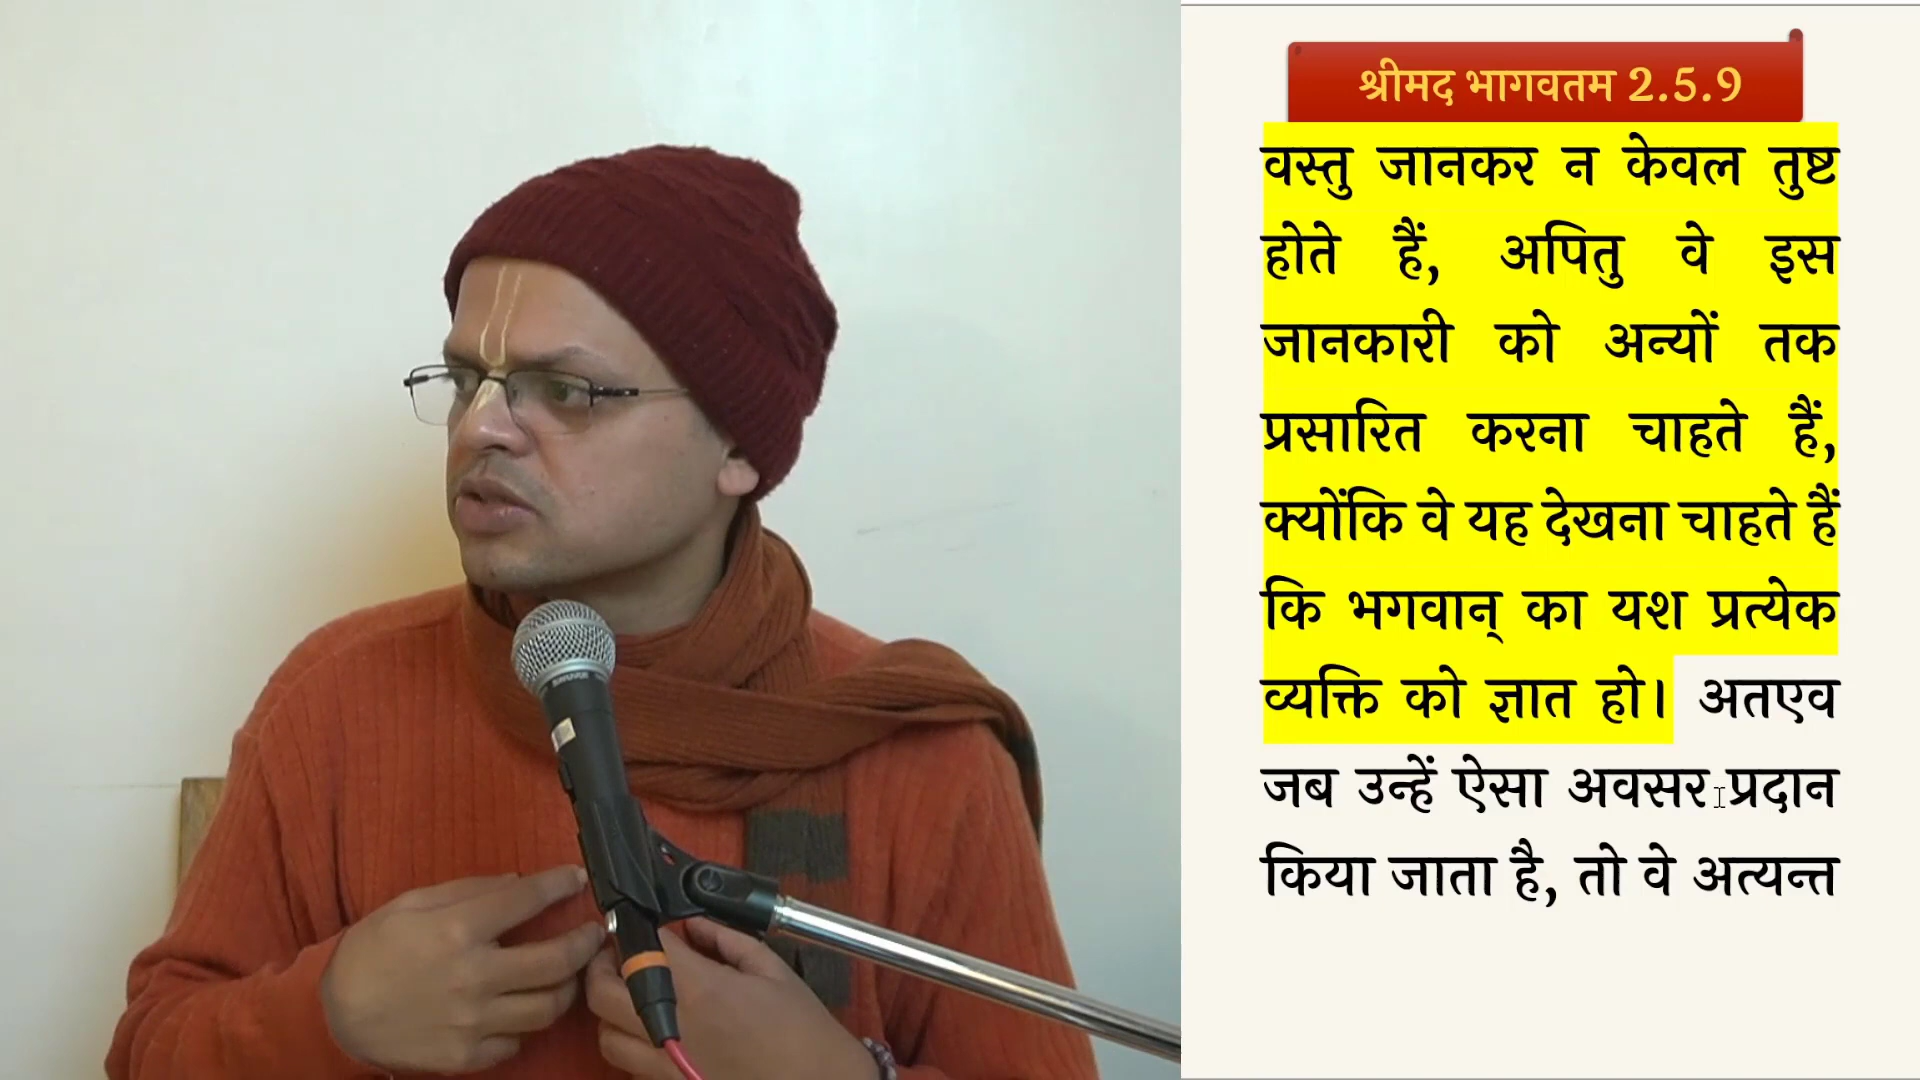 श्रीमद भागवतम 2.5.9
वस्तु जानकर न केवल तुष्ट
होते हैं, अपितु वे इस
जानकारी को अन्यों तक
प्रसारित करना चाहते हैं,
क्योंकि वे यह देखना चाहते हैं
कि भगवान् का यश प्रत्येक
व्यक्ति को ज्ञात हो। अतएव
जब उन्हें ऐसा अवसर प्रदान
किया जाता है, तो वे अत्यन्त
SHURE